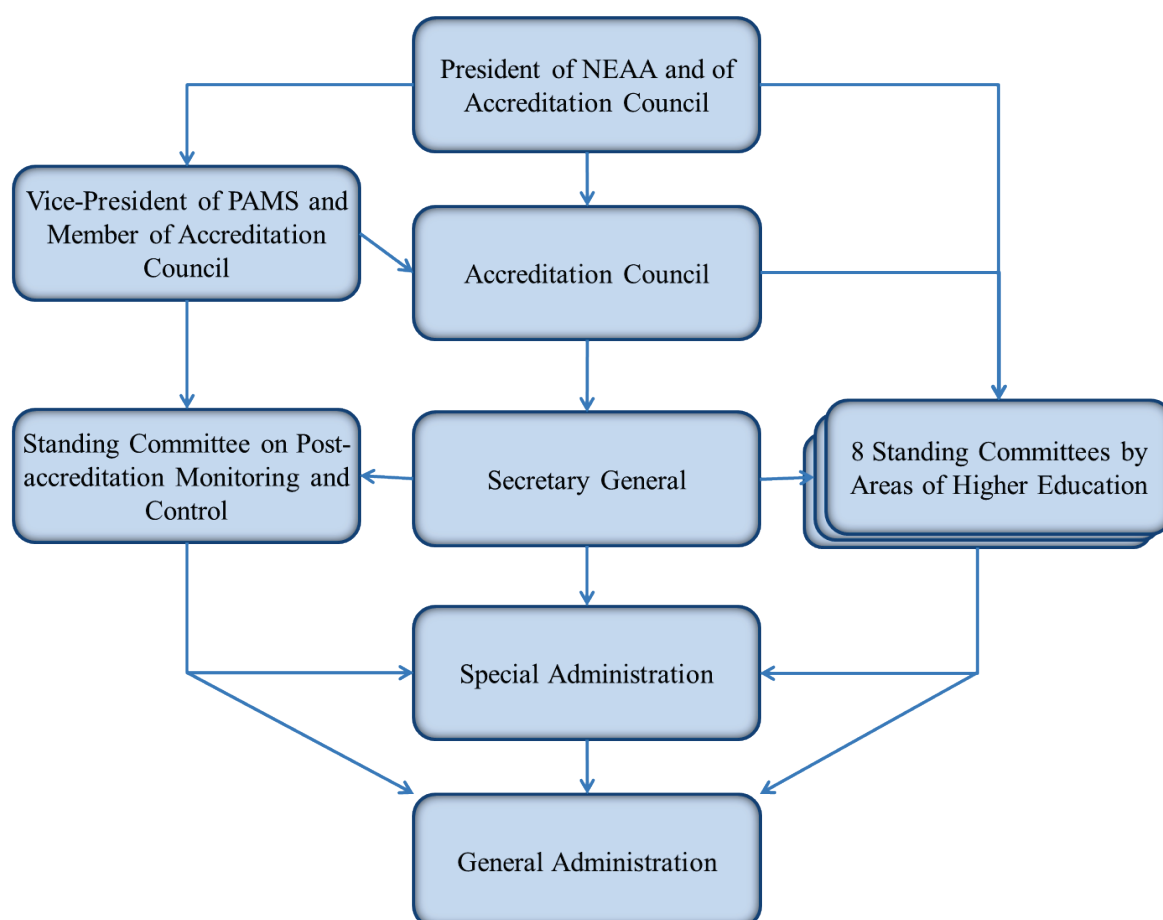 President of NEAA and of
Accreditation Council
Vice-President of PAMS and
Member of Accreditation
Council
Accreditation Council
Standing Committee on Post-
accreditation Monitoring and
Control
Secretary General
8 Standing Committees by
Areas of Higher Education
Special Administration
General Administration